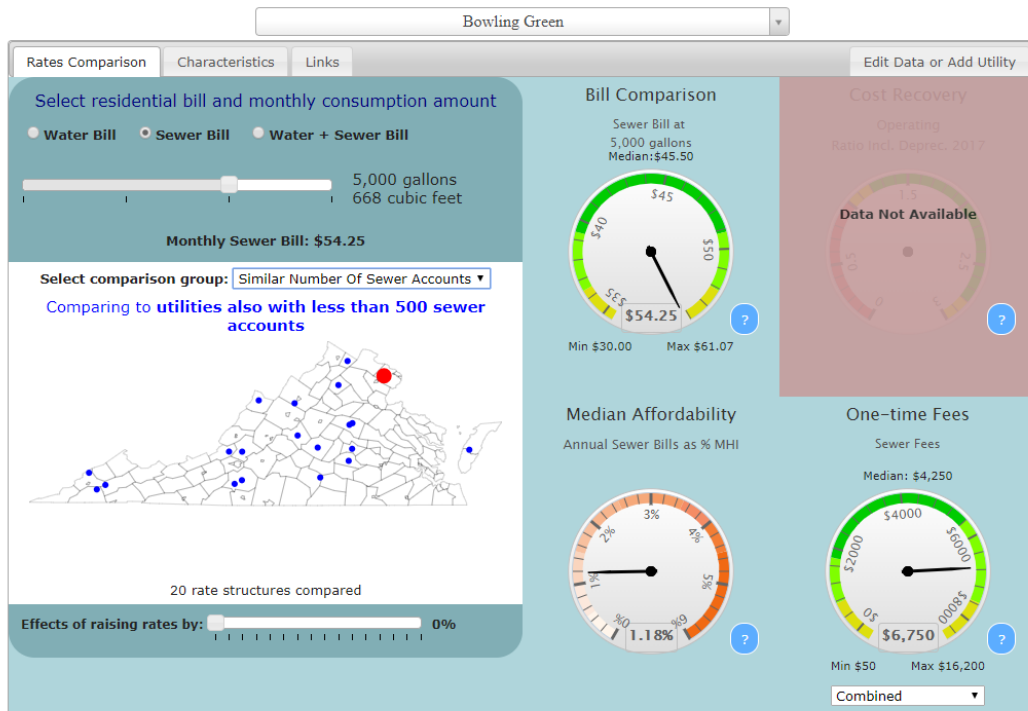 Bowling Green
Rates Comparison
Characteristics
Links
Edit Data or Add Utility
Select residential bill and monthly consumption amount
Water Bill
Sewer Bill
Water + Sewer Bill
5,000 gallons
668 cubic feet
Monthly Sewer Bill: $54.25
Select comparison group: Similar Number Of Sewer Accounts
Comparing to utilities also with less than 500 sewer
accounts
20 rate structures compared
Effects of raising rates by: 0%
Bill Comparison
Sewer Bill at
5,000 gallons
Median:$45.50
$35
$40
$45
$50
$54.25
?
Min $30.00
Max $61.07
Cost Recovery
Operating
Ratio Incl. Deprec. 2017
0
0.5
1.5
2.5
3
Data Not Available
?
Median Affordability
Annual Sewer Bills as % MHI
0%
1%
2%
3%
4%
5%
6%
1.18%
?
One-time Fees
Sewer Fees
Median: $4,250
$0
$2000
$4000
$6000
$8000
$6,750
?
Min $50
Max $16,200
Combined